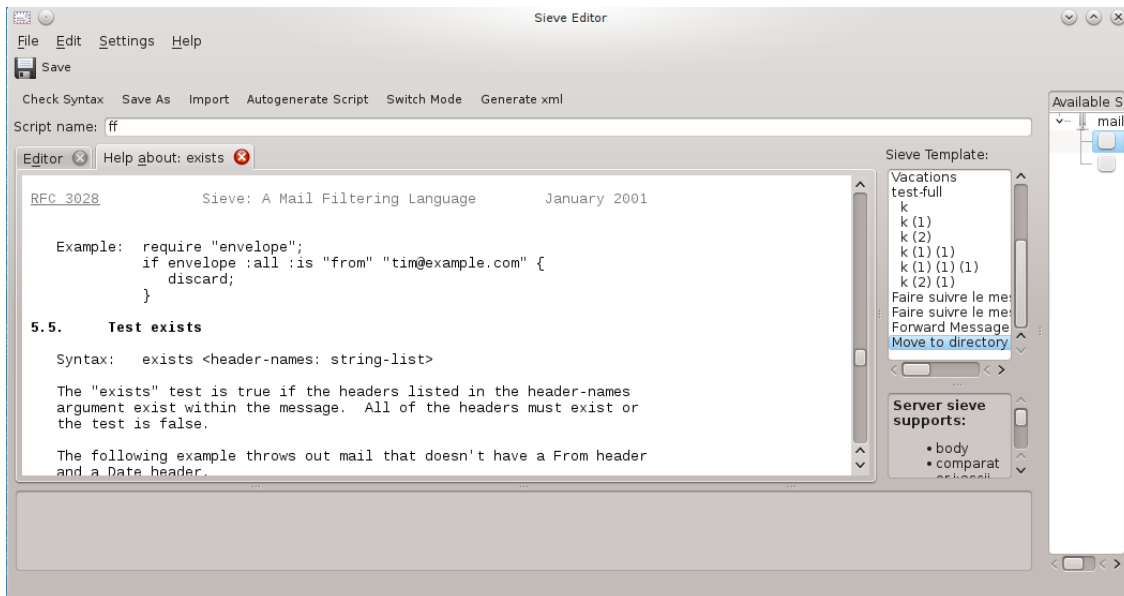 Sieve Editor
File Edit Settings Help
Save
Check Syntax Save As Import Autogenerate Script Switch Mode Generate xml
Script name: ff
Editor Help about: exists
RFC 3028 Sieve: A Mail Filtering Language January 2001
Example: require "envelope";
if envelope :all :is "from" "tim@example.com" {
discard;
}
5.5. Test exists
Syntax: exists <header-names: string-list>
The "exists" test is true if the headers listed in the header-names
argument exist within the message. All of the headers must exist or
the test is false.
The following example throws out mail that doesn't have a From header
and a Date header.
Sieve Template:
Vacations
test-full
k
k (1)
k (2)
k (1) (1)
k (1) (1) (1)
k (2) (1)
Faire suivre le mes
Faire suivre le mes
Forward Message
Move to directory
Server sieve
supports:
• body
• comparat
Available S
mail